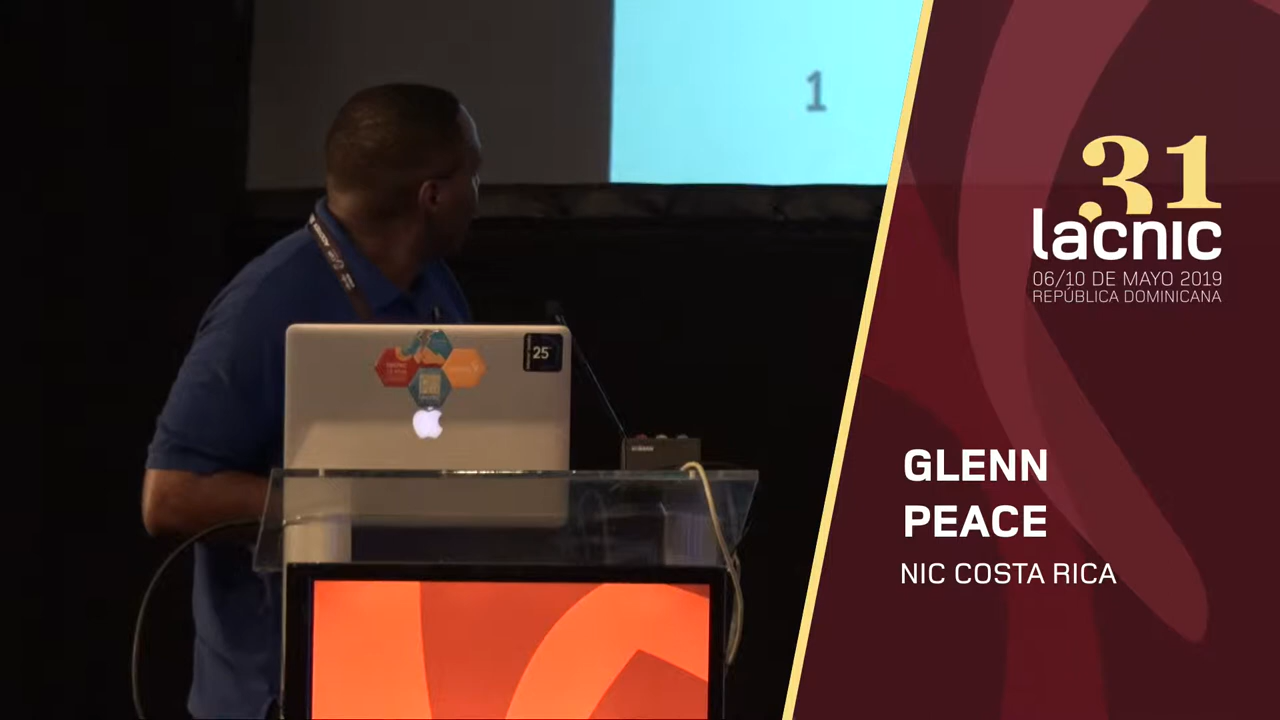 1
31
lacnic
06/10 DE MAYO 2019
REPÚBLICA DOMINICANA
25
GLENN
PEACE
NIC COSTA RICA